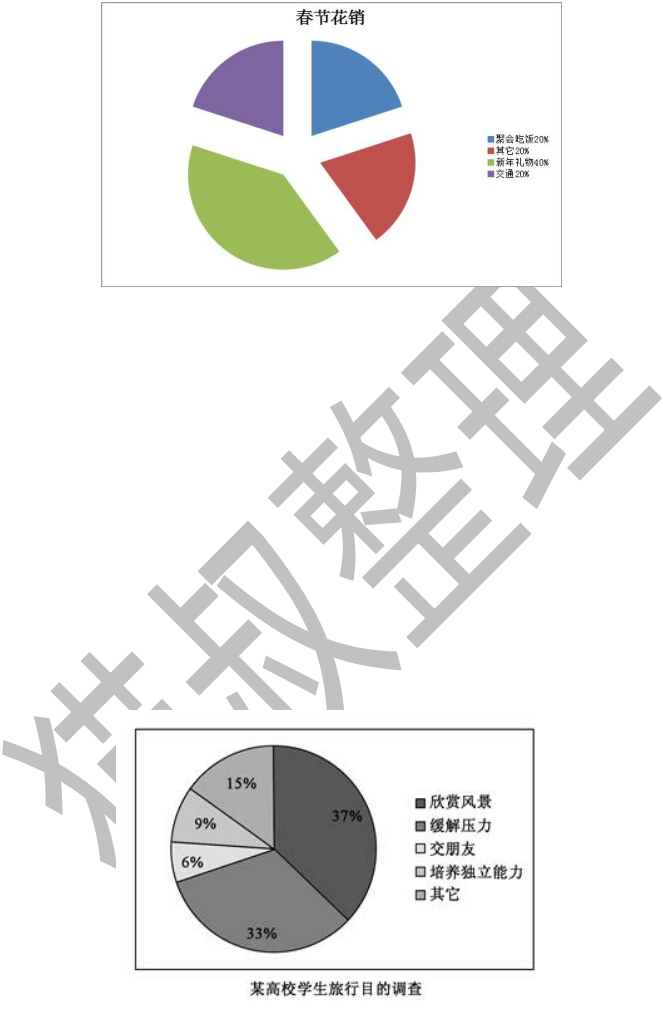 春节花销
聚会吃饭20%
其它20%
新年礼物40%
交通20%
叔整理
15%
37%
9%
6%
33%
欣赏风景
缓解压力
交朋友
培养独立能力
其它
某高校学生旅行目的调查